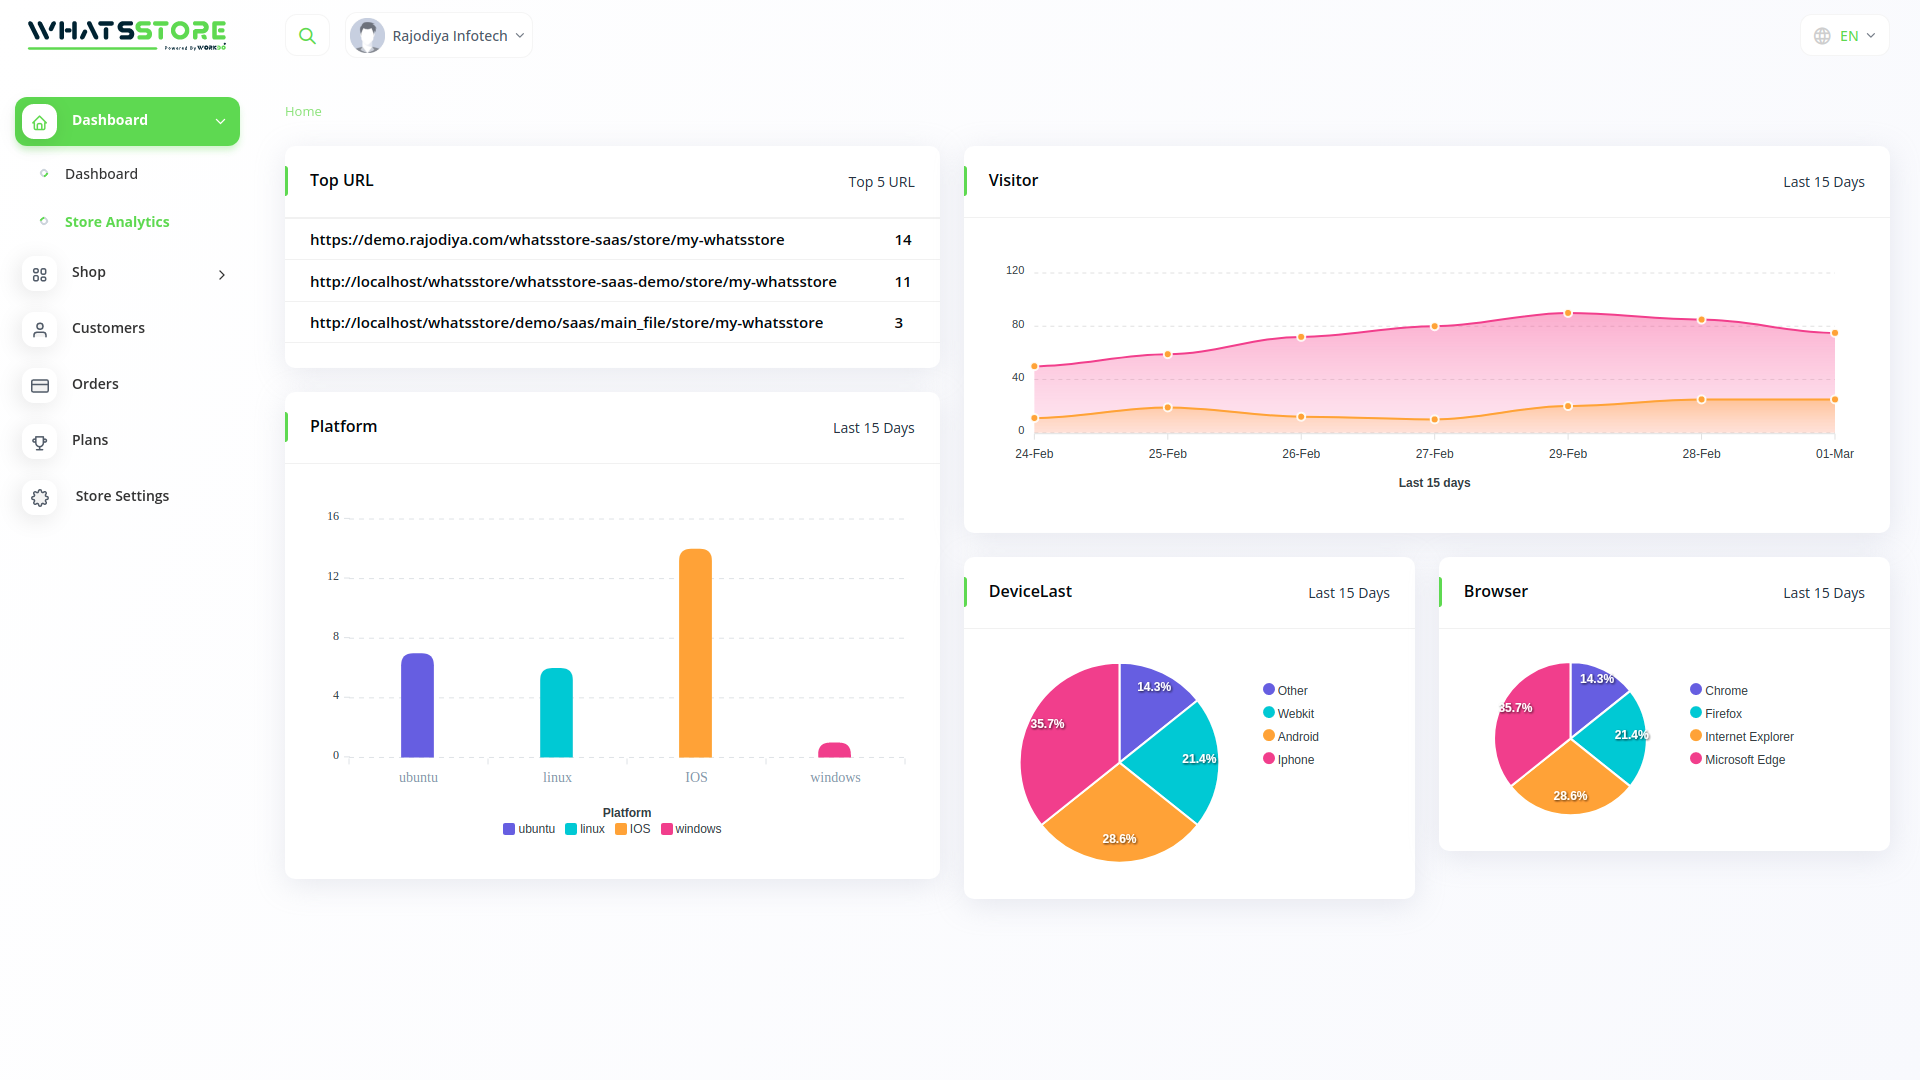 WHATSSTORE
Powered By WORKDO
Rajodiya Infotech
EN
Dashboard
Dashboard
Store Analytics
Shop
Customers
Orders
Plans
Store Settings
Home
Top URL
Top 5 URL
https://demo.rajodiya.com/whatsstore-saas/store/my-whatsstore 14
http://localhost/whatsstore/whatsstore-saas-demo/store/my-whatsstore 11
http://localhost/whatsstore/demo/saas/main_file/store/my-whatsstore 3
Platform
Last 15 Days
16
12
8
4
0
ubuntu linux IOS windows
Platform
ubuntu linux IOS windows
Visitor
Last 15 Days
120
80
40
0
24-Feb 25-Feb 26-Feb 27-Feb 29-Feb 28-Feb 01-Mar
Last 15 days
DeviceLast
Last 15 Days
14.3%
35.7%
21.4%
28.6%
Other
Webkit
Android
Iphone
Browser
Last 15 Days
14.3%
35.7%
21.4%
28.6%
Chrome
Firefox
Internet Explorer
Microsoft Edge